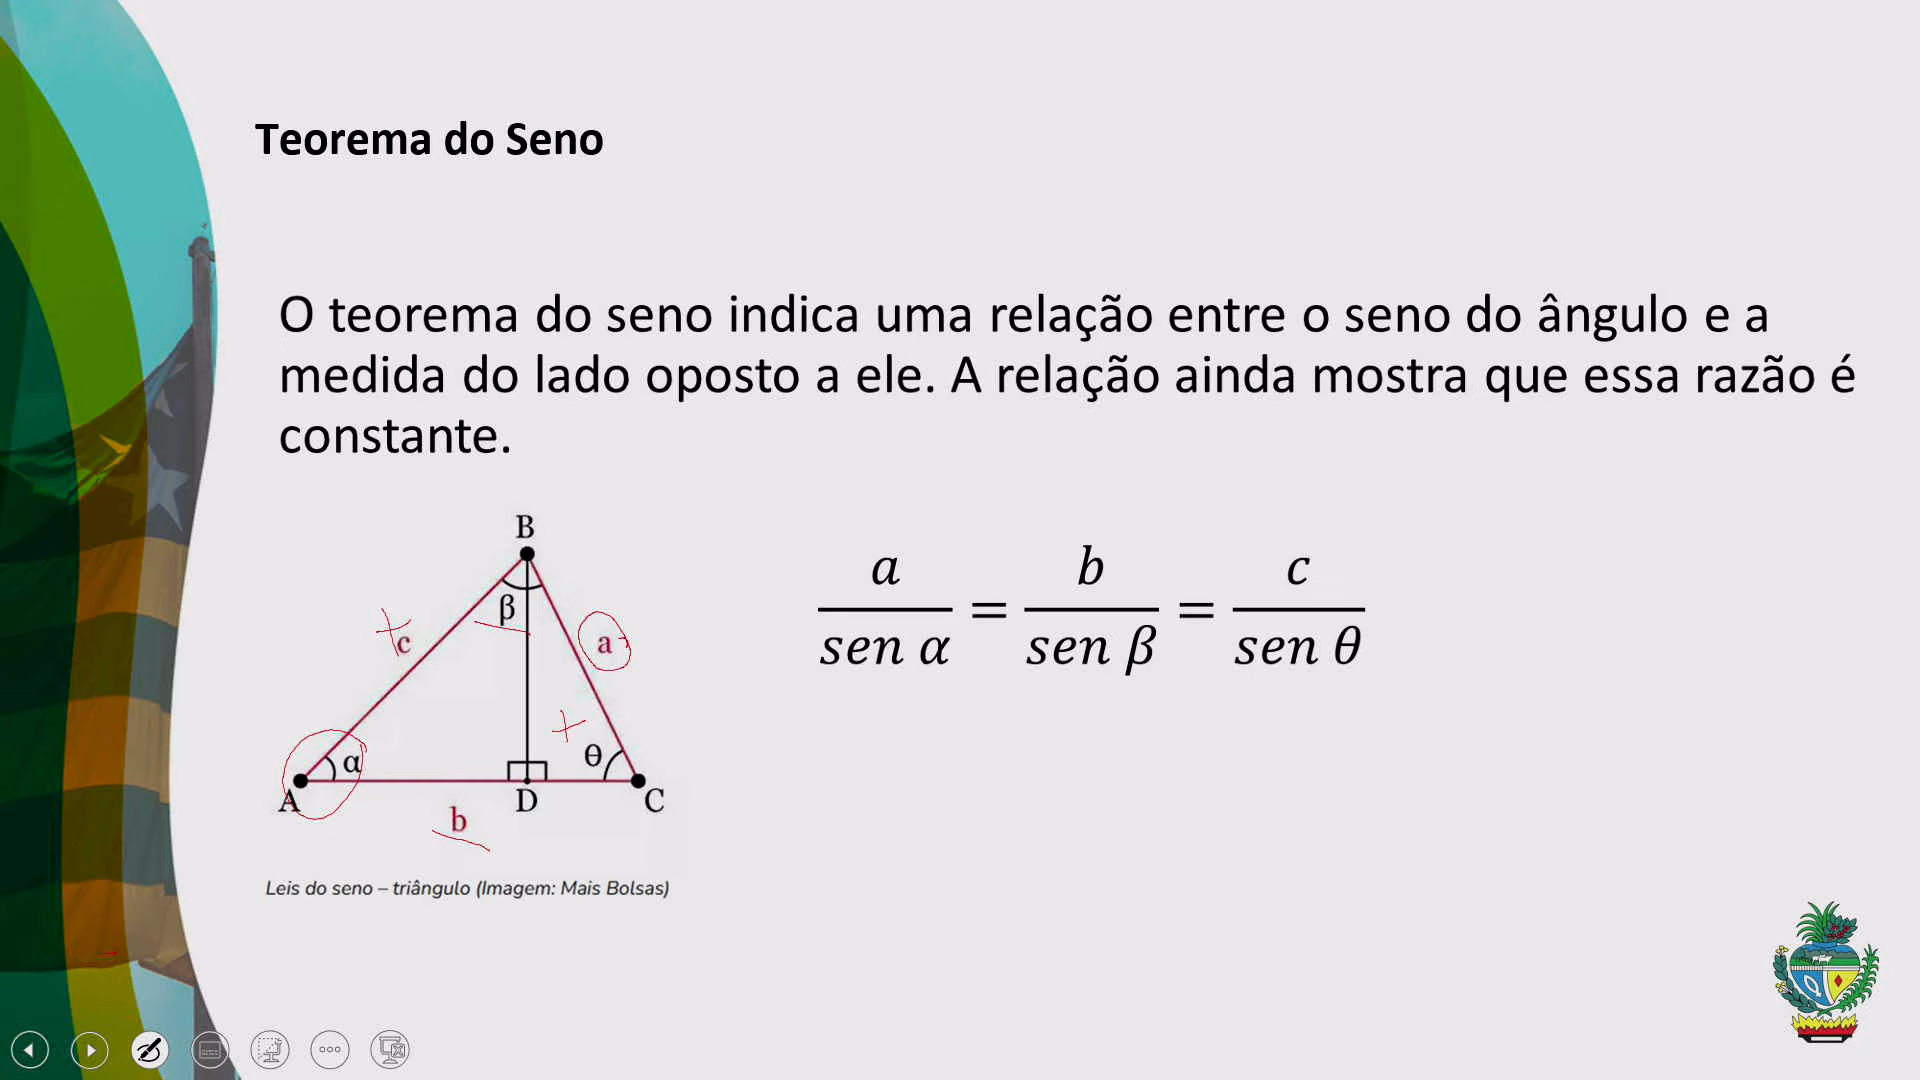 Teorema do Seno
O teorema do seno indica uma relação entre o seno do ângulo e a
medida do lado oposto a ele. A relação ainda mostra que essa razão é
constante.
B
β
c
a
α
θ
A
D
C
b
a/sen α = b/sen β = c/sen θ
Leis do seno – triângulo (Imagem: Mais Bolsas)